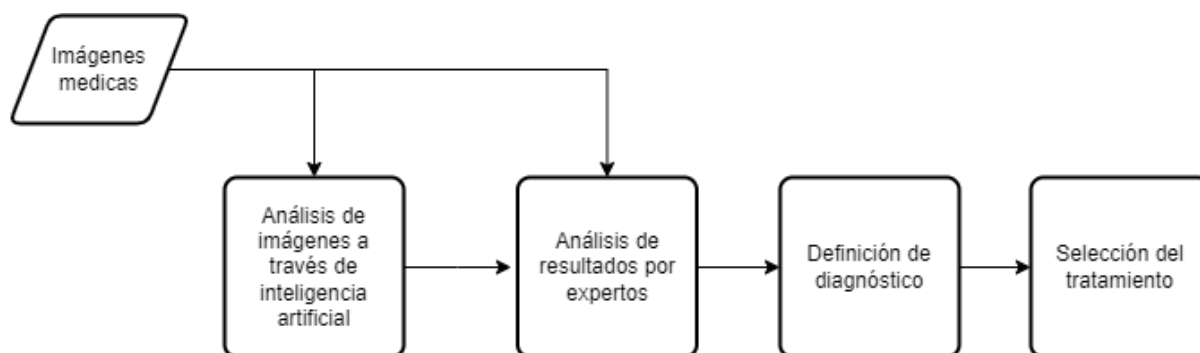 Imágenes
medicas
Análisis de
imágenes a
través de
inteligencia
artificial
Análisis de
resultados por
expertos
Definición de
diagnóstico
Selección del
tratamiento